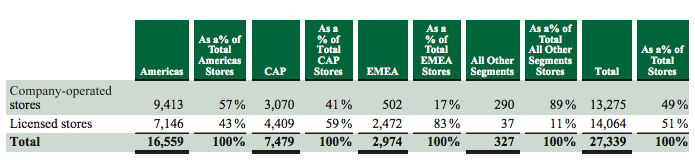 Americas As a% of Total Americas Stores CAP As a % of Total CAP Stores EMEA As a % of Total EMEA Stores All Other Segments As a% of Total All Other Segments Stores Total As a% of Total Stores
Company-operated
stores 9,413 57% 3,070 41% 502 17% 290 89% 13,275 49%
Licensed stores 7,146 43% 4,409 59% 2,472 83% 37 11% 14,064 51%
Total 16,559 100% 7,479 100% 2,974 100% 327 100% 27,339 100%